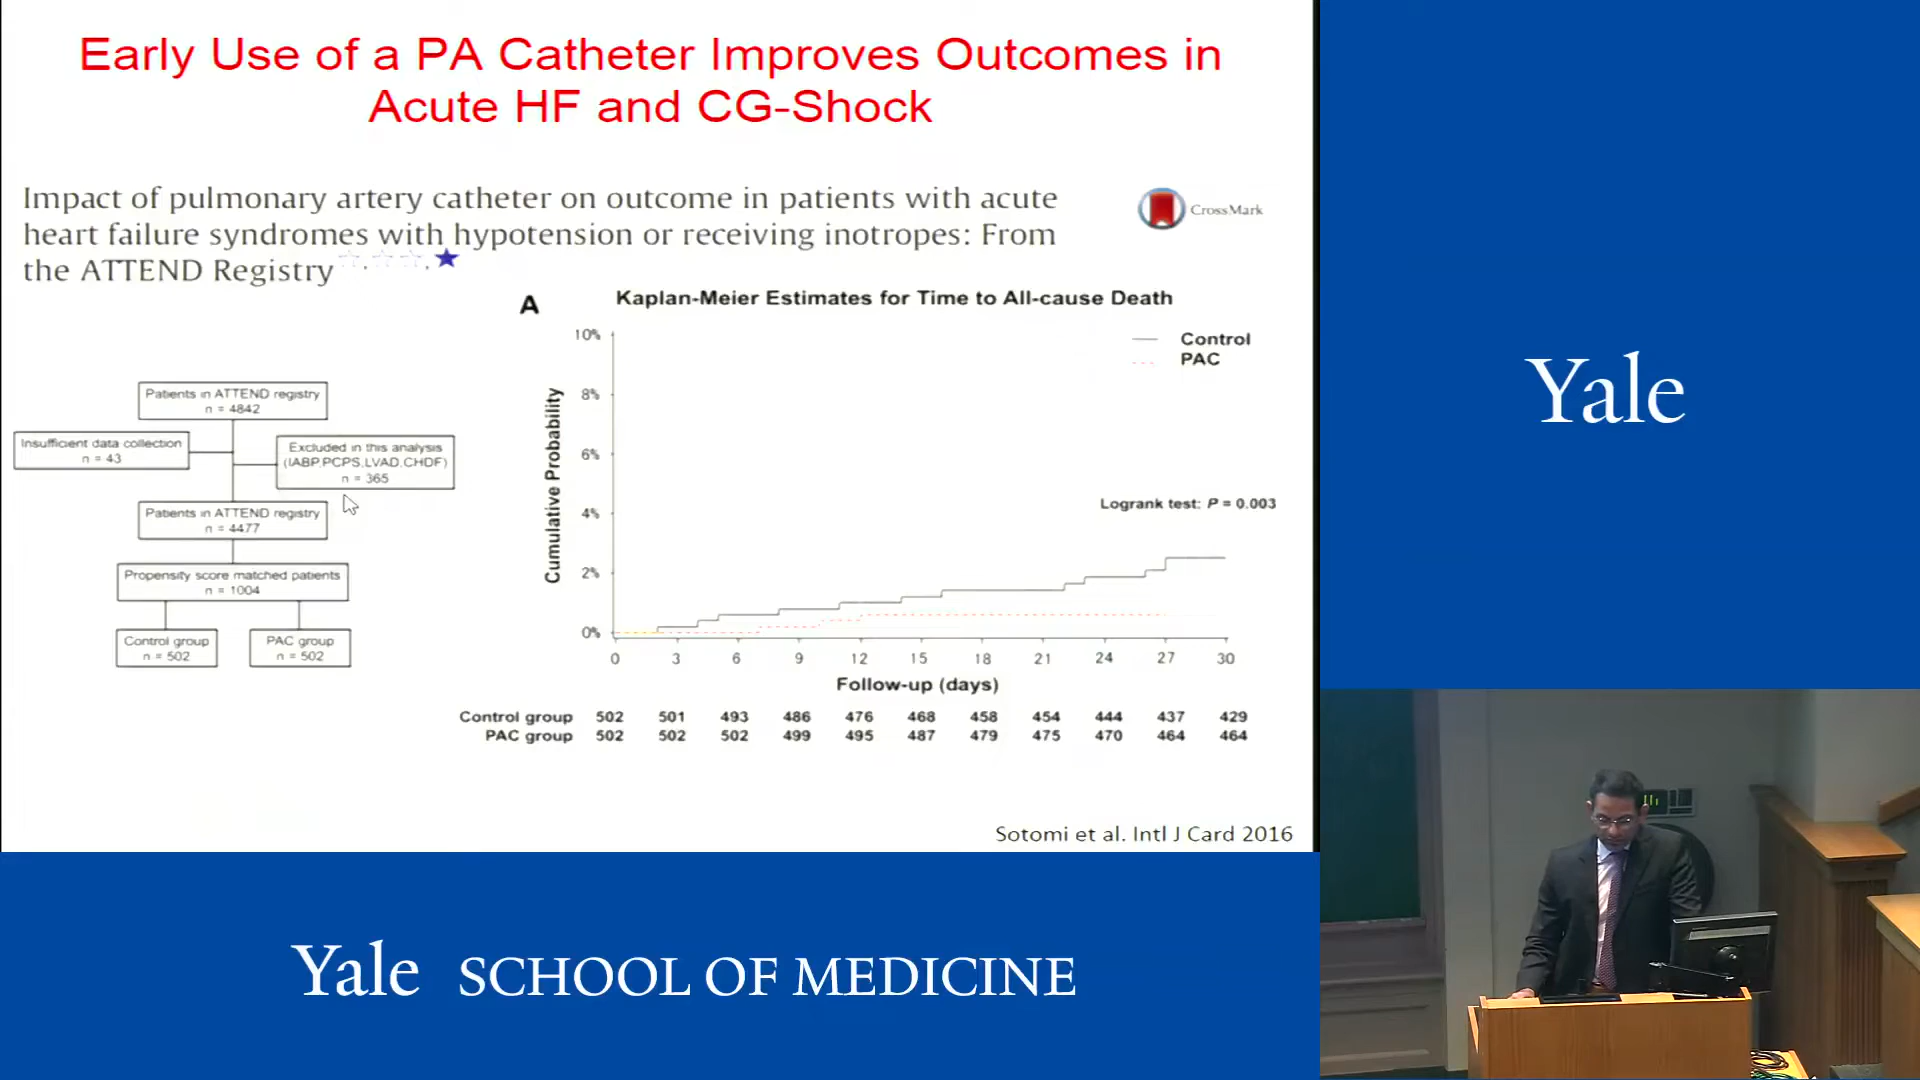 Early Use of a PA Catheter Improves Outcomes in
Acute HF and CG-Shock
Impact of pulmonary artery catheter on outcome in patients with acute
heart failure syndromes with hypotension or receiving inotropes: From
the ATTEND Registry
CrossMark
Patients in ATTEND registry
n = 4842
Insufficient data collection
n = 43
Excluded in this analysis
(IABP,PCPS,LVAD,CHDF)
n = 365
Patients in ATTEND registry
n = 4477
Propensity score matched patients
n = 1004
Control group
n = 502
PAC group
n = 502
A
Kaplan-Meier Estimates for Time to All-cause Death
Control
PAC
Cumulative Probability
10%
8%
6%
4%
2%
0%
Logrank test: P = 0.003
0 3 6 9 12 15 18 21 24 27 30
Follow-up (days)
Control group 502 501 493 486 476 468 458 454 444 437 429
PAC group 502 502 502 499 495 487 479 475 470 464 464
Sotomi et al. Intl J Card 2016
Yale
Yale SCHOOL OF MEDICINE